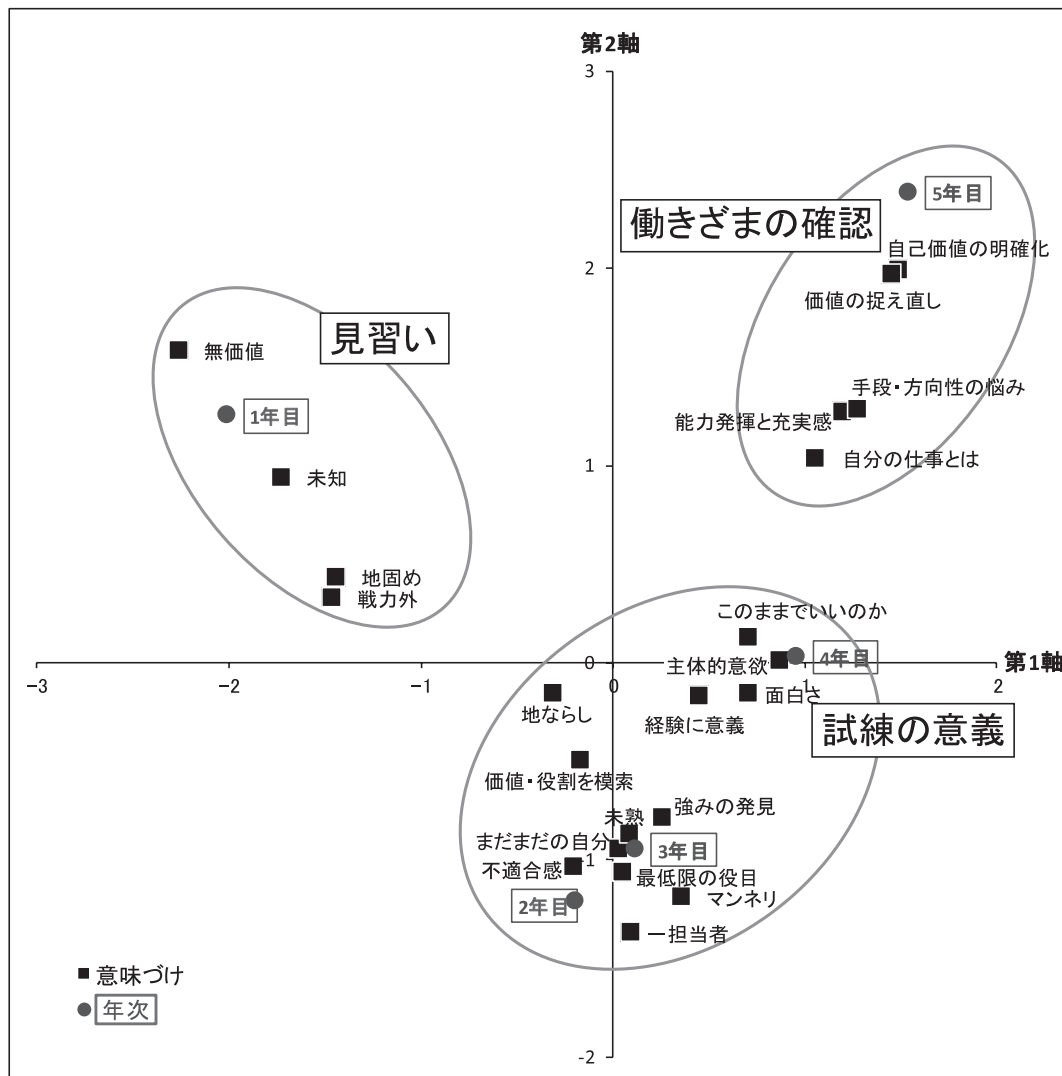 第2軸
3
5年目
働きざまの確認
自己価値の明確化
2
価値の捉え直し
見習い
無価値
手段・方向性の悩み
1年目
能力発揮と充実感
1
自分の仕事とは
未知
地固め
戦力外
このままでいいのか
4年目
主体的意欲
0
第1軸
-3
-2
-1
0
1
2
地ならし
面白さ
経験に意義
試練の意義
価値・役割を模索
強みの発見
未熟
まだまだの自分
3年目
-1
不適合感
最低限の役目
マンネリ
2年目
一担当者
意味づけ
年次
-2